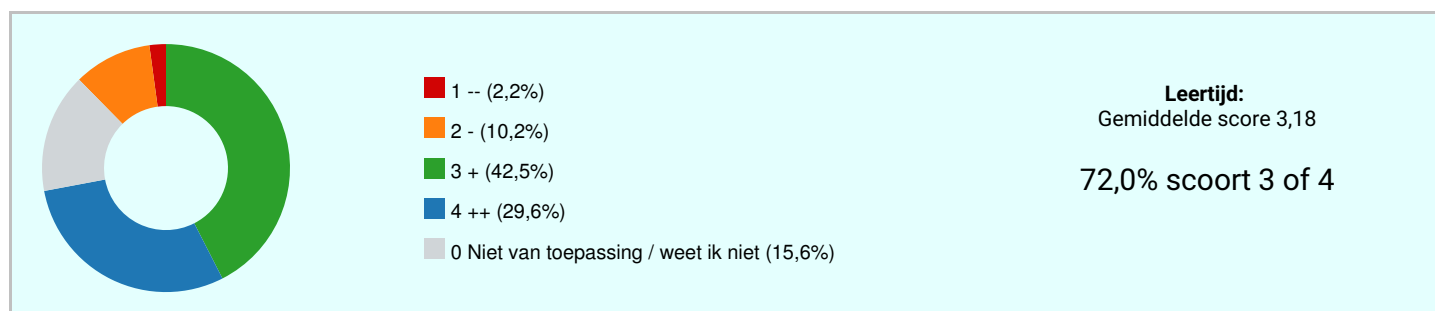 1 -- (2,2%)
2 - (10,2%)
3 + (42,5%)
4 ++ (29,6%)
0 Niet van toepassing / weet ik niet (15,6%)
Leertijd:
Gemiddelde score 3,18
72,0% scoort 3 of 4